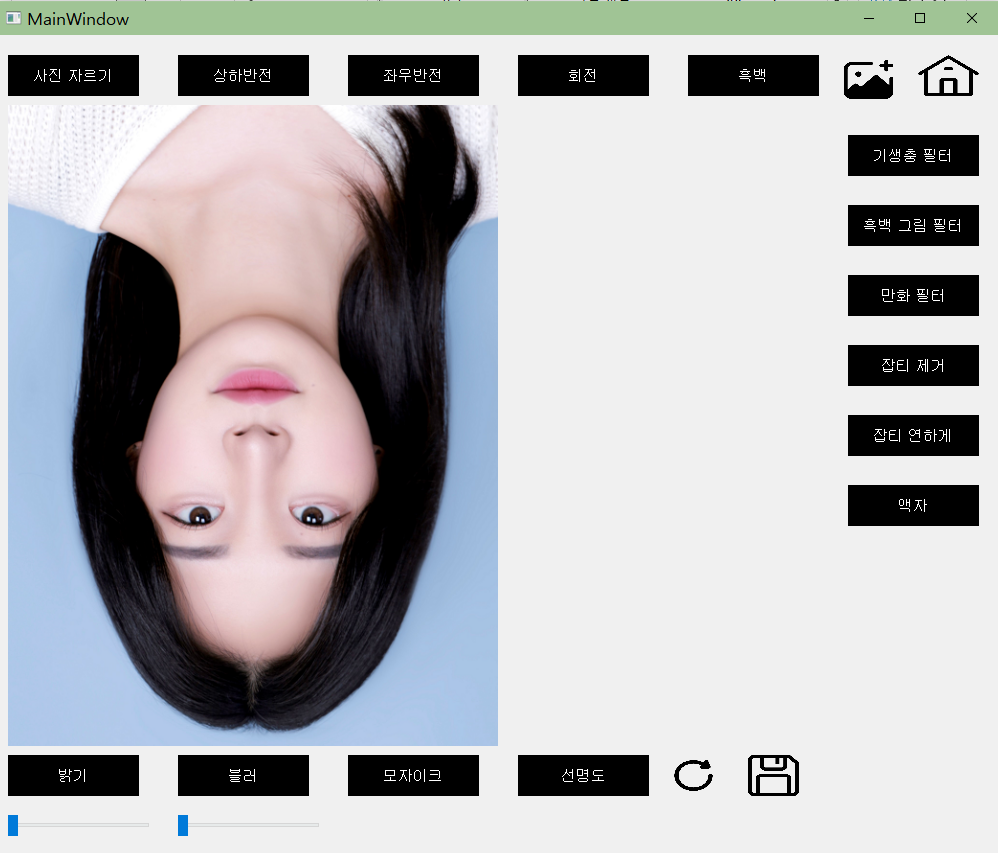 MainWindow
사진 자르기
상하반전
좌우반전
회전
흑백
기생충 필터
흑백 그림 필터
만화 필터
잡티 제거
잡티 연하게
액자
밝기
블러
모자이크
선명도